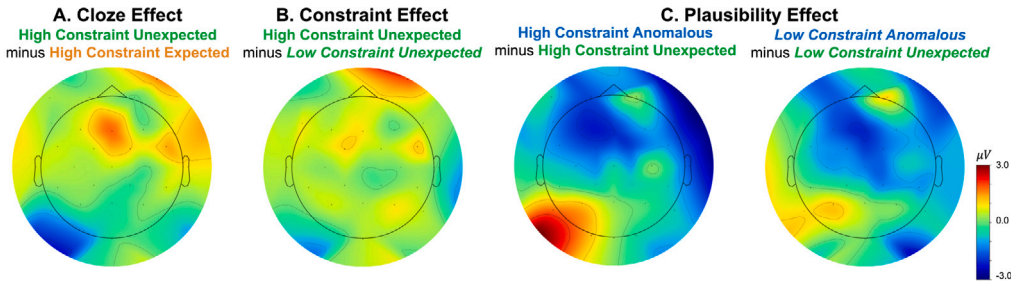 A. Cloze Effect
High Constraint Unexpected
minus High Constraint Expected
B. Constraint Effect
High Constraint Unexpected
minus Low Constraint Unexpected
C. Plausibility Effect
High Constraint Anomalous
minus High Constraint Unexpected
Low Constraint Anomalous
minus Low Constraint Unexpected
μV
3.0
0.0
-3.0